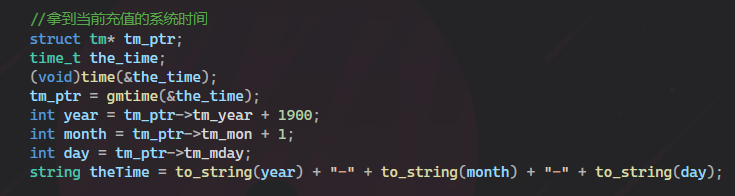 //拿到当前充值的系统时间
struct tm* tm_ptr;
time_t the_time;
(void)time(&the_time);
tm_ptr = gmtime(&the_time);
int year = tm_ptr->tm_year + 1900;
int month = tm_ptr->tm_mon + 1;
int day = tm_ptr->tm_mday;
string theTime = to_string(year) + "-" + to_string(month) + "-" + to_string(day);